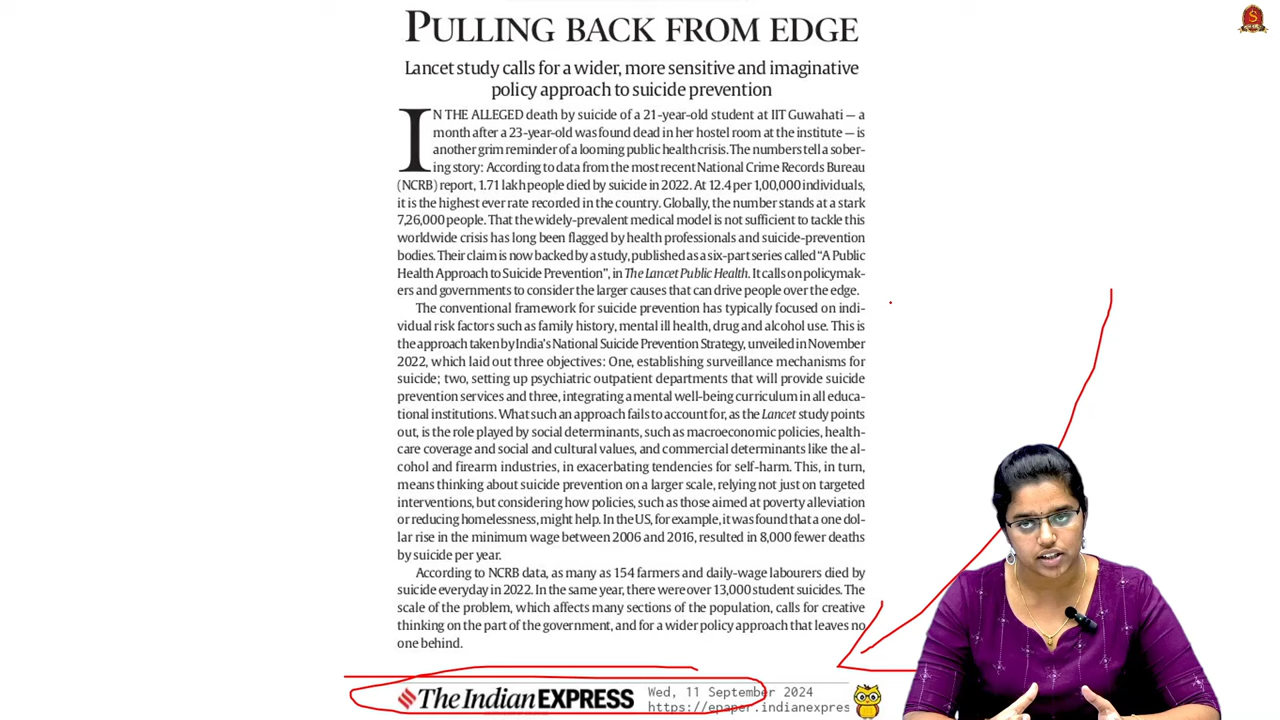 PULLING BACK FROM EDGE
Lancet study calls for a wider, more sensitive and imaginative
policy approach to suicide prevention
IN THE ALLEGED death by suicide of a 21-year-old student at IIT Guwahati — a
month after a 23-year-old was found dead in her hostel room at the institute — is
another grim reminder of a looming public health crisis. The numbers tell a sober-
ing story: According to data from the most recent National Crime Records Bureau
(NCRB) report, 1.71 lakh people died by suicide in 2022. At 12.4 per 1,00,000 individuals,
it is the highest ever rate recorded in the country. Globally, the number stands at a stark
7,26,000 people. That the widely-prevalent medical model is not sufficient to tackle this
worldwide crisis has long been flagged by health professionals and suicide-prevention
bodies. Their claim is now backed by a study, published as a six-part series called “A Public
Health Approach to Suicide Prevention”, in The Lancet Public Health. It calls on policymak-
ers and governments to consider the larger causes that can drive people over the edge.
The conventional framework for suicide prevention has typically focused on indi-
vidual risk factors such as family history, mental ill health, drug and alcohol use. This is
the approach taken by India’s National Suicide Prevention Strategy, unveiled in November
2022, which laid out three objectives: One, establishing surveillance mechanisms for
suicide; two, setting up psychiatric outpatient departments that will provide suicide
prevention services and three, integrating a mental well-being curriculum in all educa-
tional institutions. What such an approach fails to account for, as the Lancet study points
out, is the role played by social determinants, such as macroeconomic policies, health-
care coverage and social and cultural values, and commercial determinants like the al-
cohol and firearm industries, in exacerbating tendencies for self-harm. This, in turn,
means thinking about suicide prevention on a larger scale, relying not just on targeted
interventions, but considering how policies, such as those aimed at poverty alleviation
or reducing homelessness, might help. In the US, for example, it was found that a one dol-
lar rise in the minimum wage between 2006 and 2016, resulted in 8,000 fewer deaths
by suicide per year.
According to NCRB data, as many as 154 farmers and daily-wage labourers died by
suicide everyday in 2022. In the same year, there were over 13,000 student suicides. The
scale of the problem, which affects many sections of the population, calls for creative
thinking on the part of the government, and for a wider policy approach that leaves no
one behind.
The Indian EXPRESS
Wed, 11 September 2024
https://epaper.indianexpres